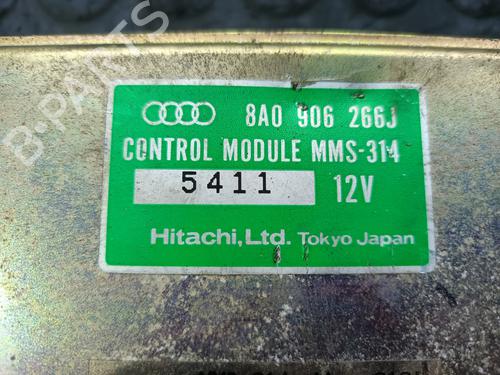 B-PARTS
8A0 906 266J
CONTROL MODULE MMS-314
5411 12V
Hitachi, Ltd. Tokyo Japan